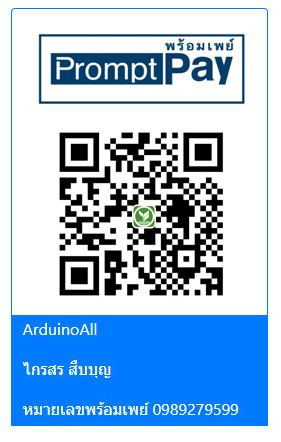 พร้อมเพย์
PromptPay
ArduinoAll
ไกรสร สืบบุญ
หมายเลขพร้อมเพย์ 0989279599